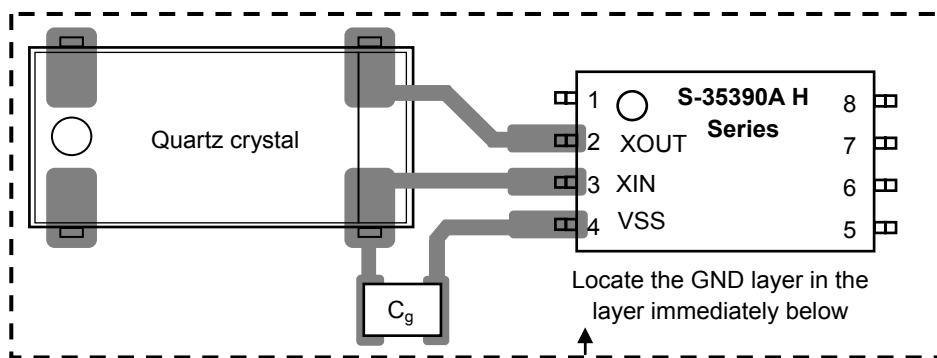 Quartz crystal
S-35390A H
Series
1
2
3
4
XOUT
XIN
VSS
8
7
6
5
Cg
Locate the GND layer in the
layer immediately below